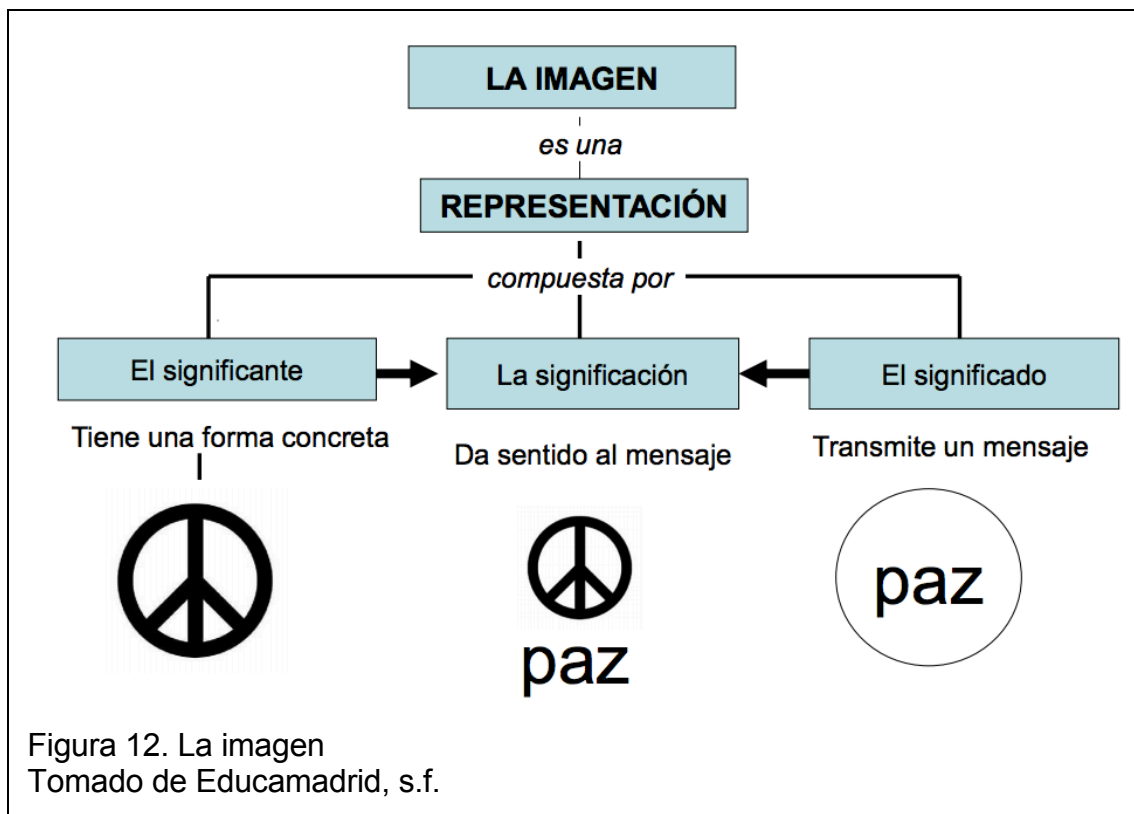 LA IMAGEN
es una
REPRESENTACIÓN
compuesta por
El significante
La significación
El significado
Tiene una forma concreta
Da sentido al mensaje
Transmite un mensaje
paz
paz
Figura 12. La imagen
Tomado de Educamadrid, s.f.